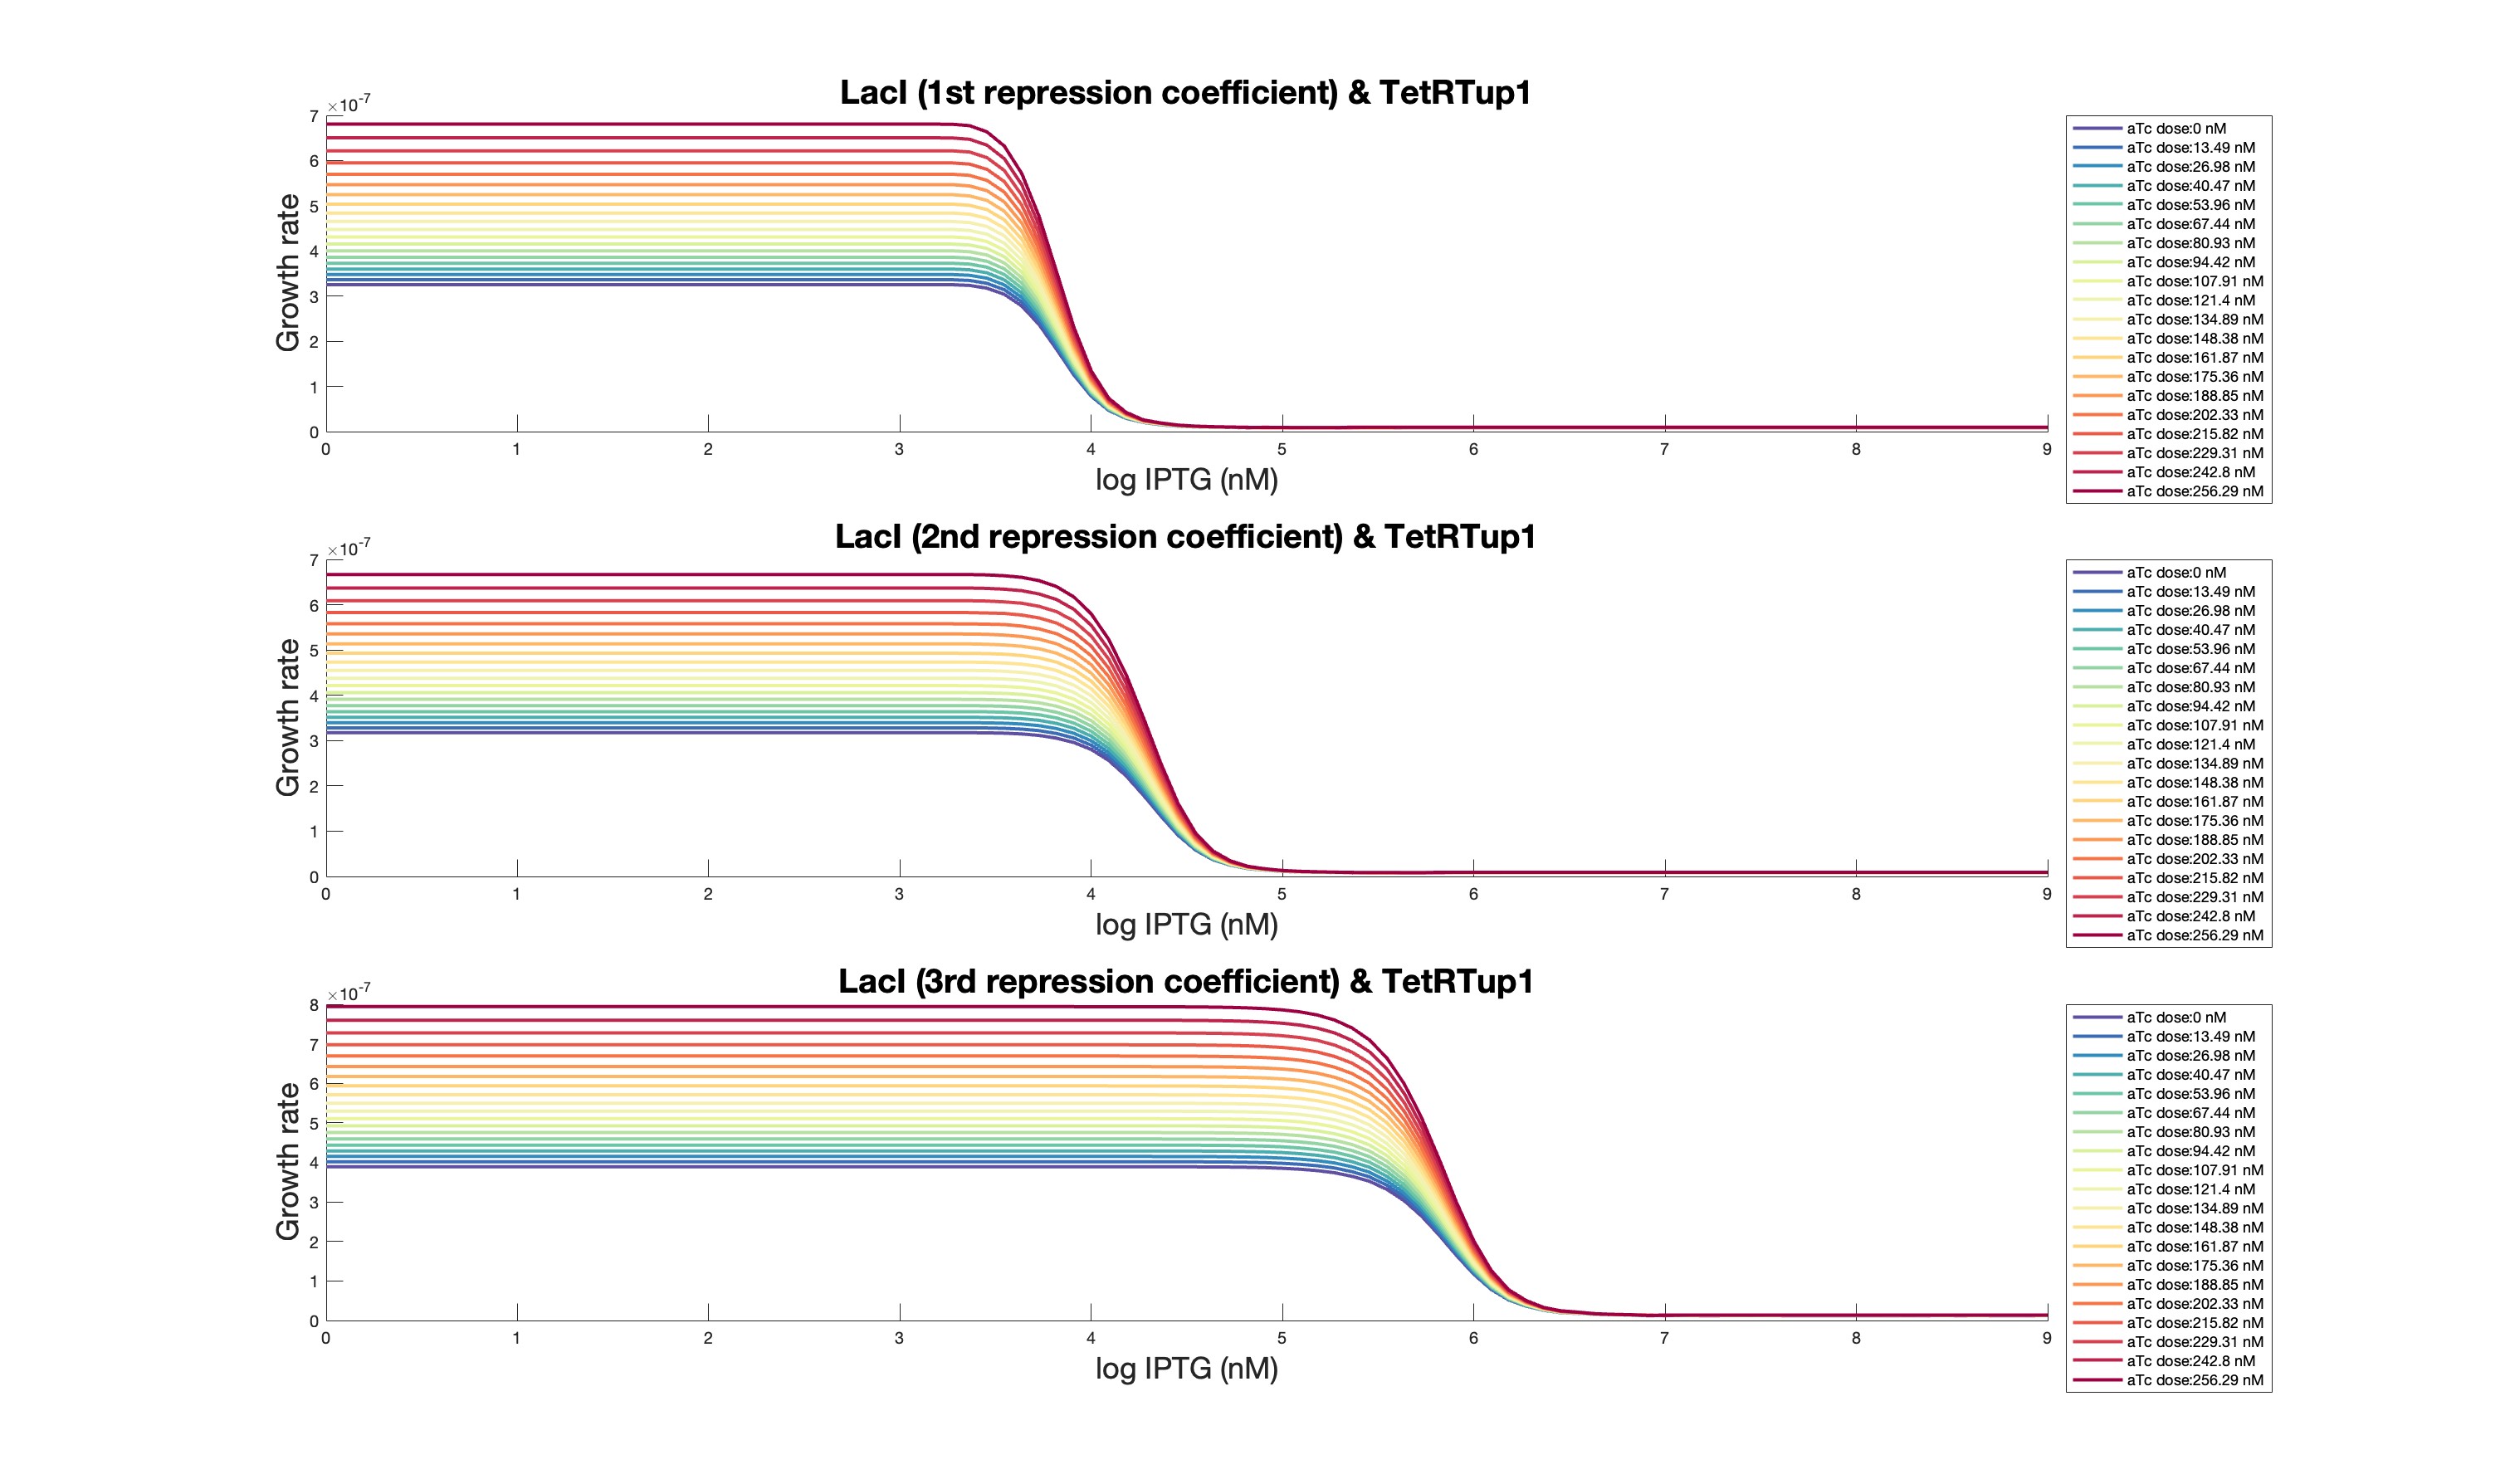 LacI (1st repression coefficient) & TetRTup1
×10-7
7
6
5
4
3
2
1
0
Growth rate
0 1 2 3 4 5 6 7 8 9
log IPTG (nM)
aTc dose:0 nM
aTc dose:13.49 nM
aTc dose:26.98 nM
aTc dose:40.47 nM
aTc dose:53.96 nM
aTc dose:67.44 nM
aTc dose:80.93 nM
aTc dose:94.42 nM
aTc dose:107.91 nM
aTc dose:121.4 nM
aTc dose:134.89 nM
aTc dose:148.38 nM
aTc dose:161.87 nM
aTc dose:175.36 nM
aTc dose:188.85 nM
aTc dose:202.33 nM
aTc dose:215.82 nM
aTc dose:229.31 nM
aTc dose:242.8 nM
aTc dose:256.29 nM
LacI (2nd repression coefficient) & TetRTup1
×10-7
7
6
5
4
3
2
1
0
Growth rate
0 1 2 3 4 5 6 7 8 9
log IPTG (nM)
aTc dose:0 nM
aTc dose:13.49 nM
aTc dose:26.98 nM
aTc dose:40.47 nM
aTc dose:53.96 nM
aTc dose:67.44 nM
aTc dose:80.93 nM
aTc dose:94.42 nM
aTc dose:107.91 nM
aTc dose:121.4 nM
aTc dose:134.89 nM
aTc dose:148.38 nM
aTc dose:161.87 nM
aTc dose:175.36 nM
aTc dose:188.85 nM
aTc dose:202.33 nM
aTc dose:215.82 nM
aTc dose:229.31 nM
aTc dose:242.8 nM
aTc dose:256.29 nM
LacI (3rd repression coefficient) & TetRTup1
×10-7
8
7
6
5
4
3
2
1
0
Growth rate
0 1 2 3 4 5 6 7 8 9
log IPTG (nM)
aTc dose:0 nM
aTc dose:13.49 nM
aTc dose:26.98 nM
aTc dose:40.47 nM
aTc dose:53.96 nM
aTc dose:67.44 nM
aTc dose:80.93 nM
aTc dose:94.42 nM
aTc dose:107.91 nM
aTc dose:121.4 nM
aTc dose:134.89 nM
aTc dose:148.38 nM
aTc dose:161.87 nM
aTc dose:175.36 nM
aTc dose:188.85 nM
aTc dose:202.33 nM
aTc dose:215.82 nM
aTc dose:229.31 nM
aTc dose:242.8 nM
aTc dose:256.29 nM